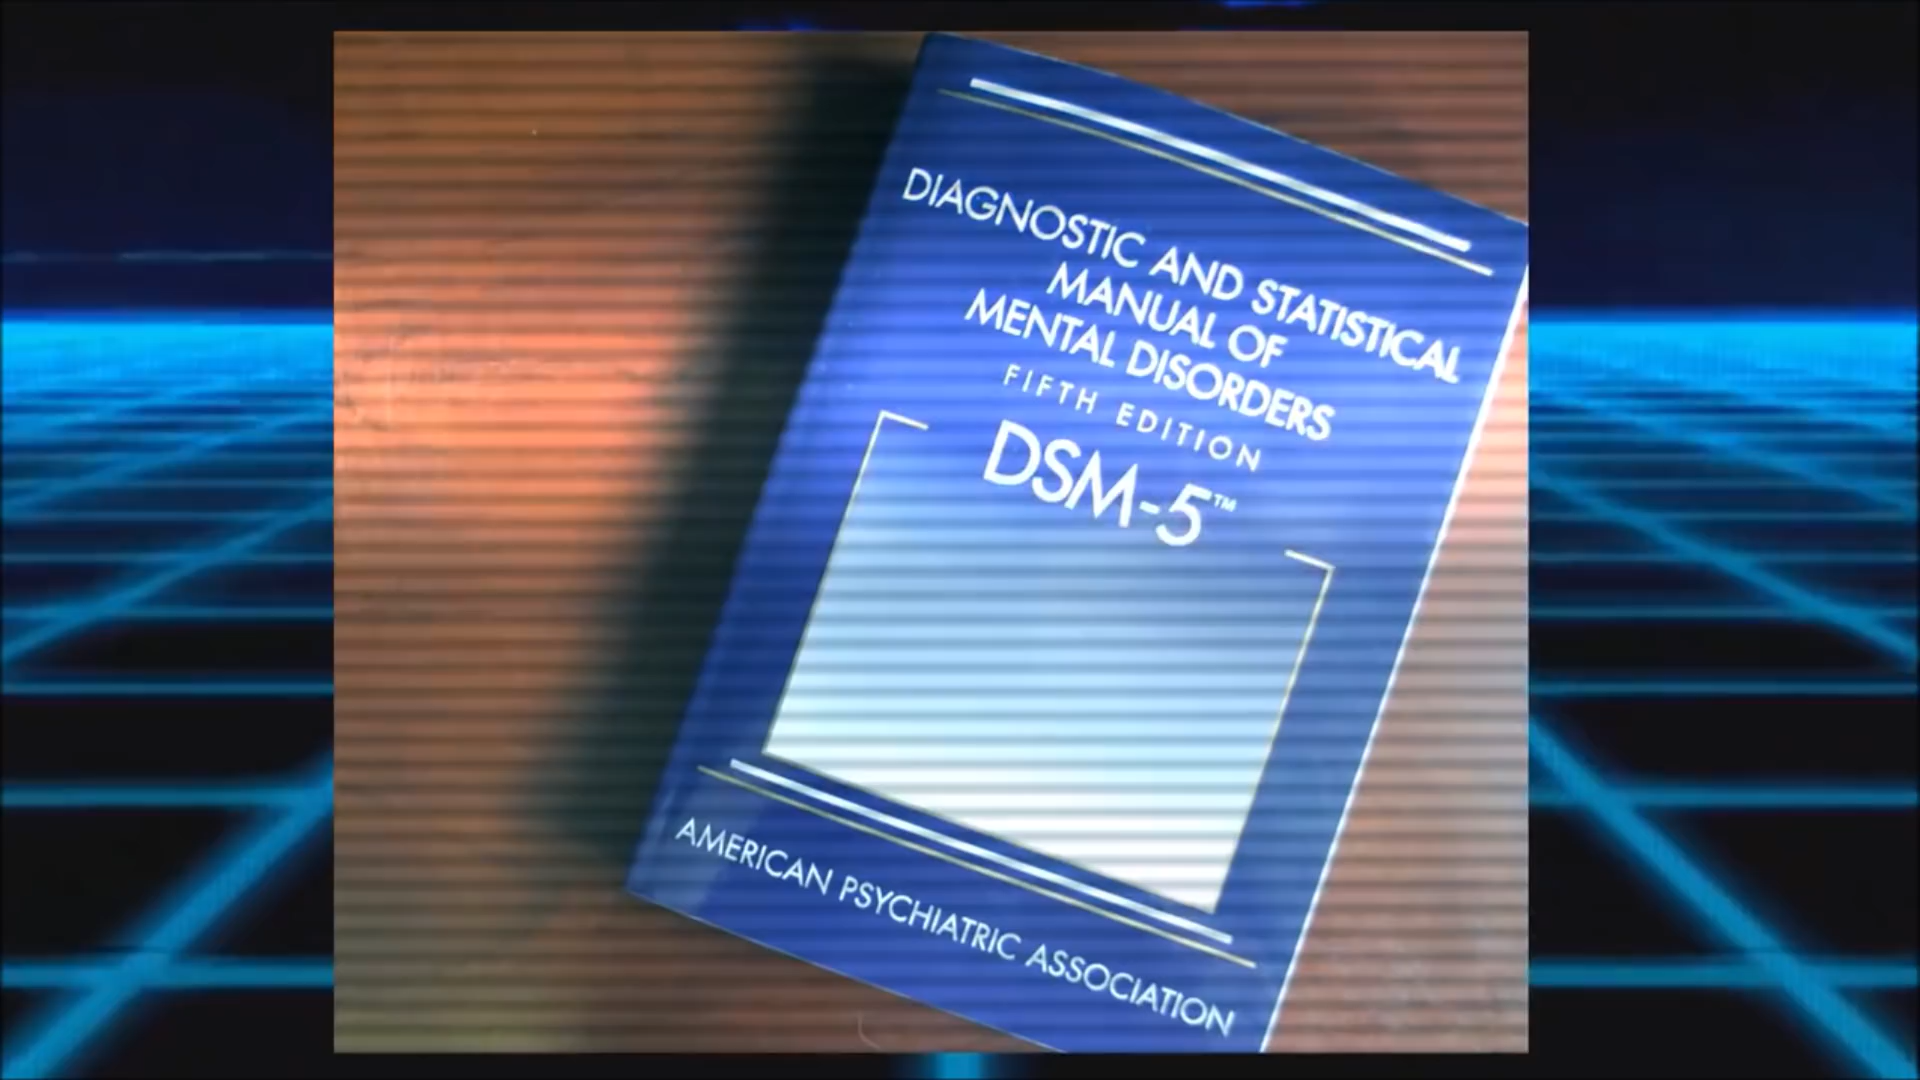 DIAGNOSTIC AND STATISTICAL
MANUAL OF
MENTAL DISORDERS
FIFTH EDITION
DSM-5™
AMERICAN PSYCHIATRIC ASSOCIATION